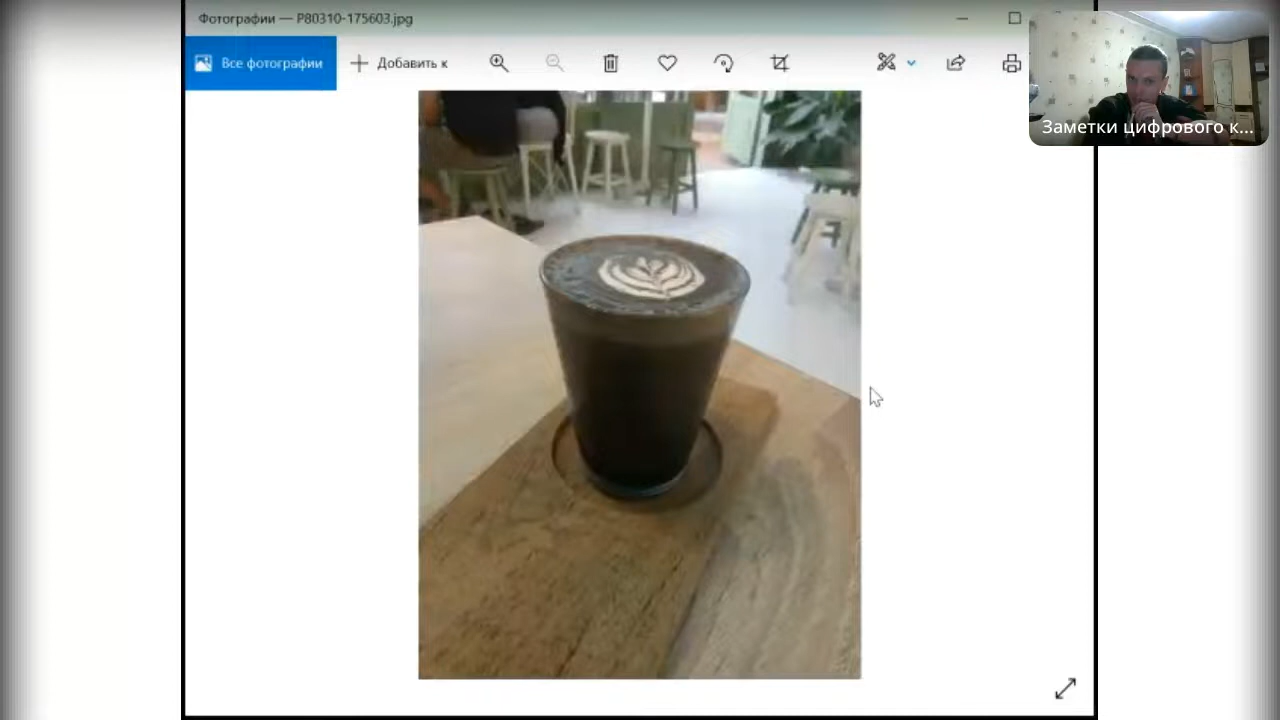 Фотографии — P80310-175603.jpg
Все фотографии
Добавить к
Заметки цифрового к...